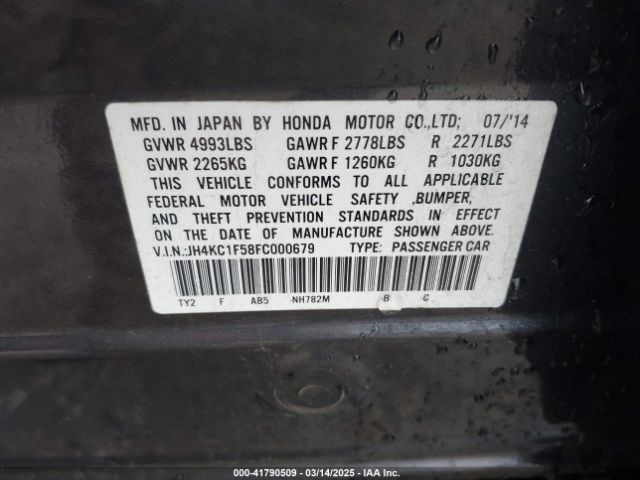 MFD. IN JAPAN BY HONDA MOTOR CO.,LTD; 07/'14
GVWR 4993LBS GAWR F 2778LBS R 2271LBS
GVWR 2265KG GAWR F 1260KG R 1030KG
THIS VEHICLE CONFORMS TO ALL APPLICABLE
FEDERAL MOTOR VEHICLE SAFETY ,BUMPER,
AND THEFT PREVENTION STANDARDS IN EFFECT
ON THE DATE OF MANUFACTURE SHOWN ABOVE.
V.I.N.:JH4KC1F58FC000679 TYPE: PASSENGER CAR
TY2 F AB5 -NH782M -B -C
000-41790509 - 03/14/2025 - IAA Inc.